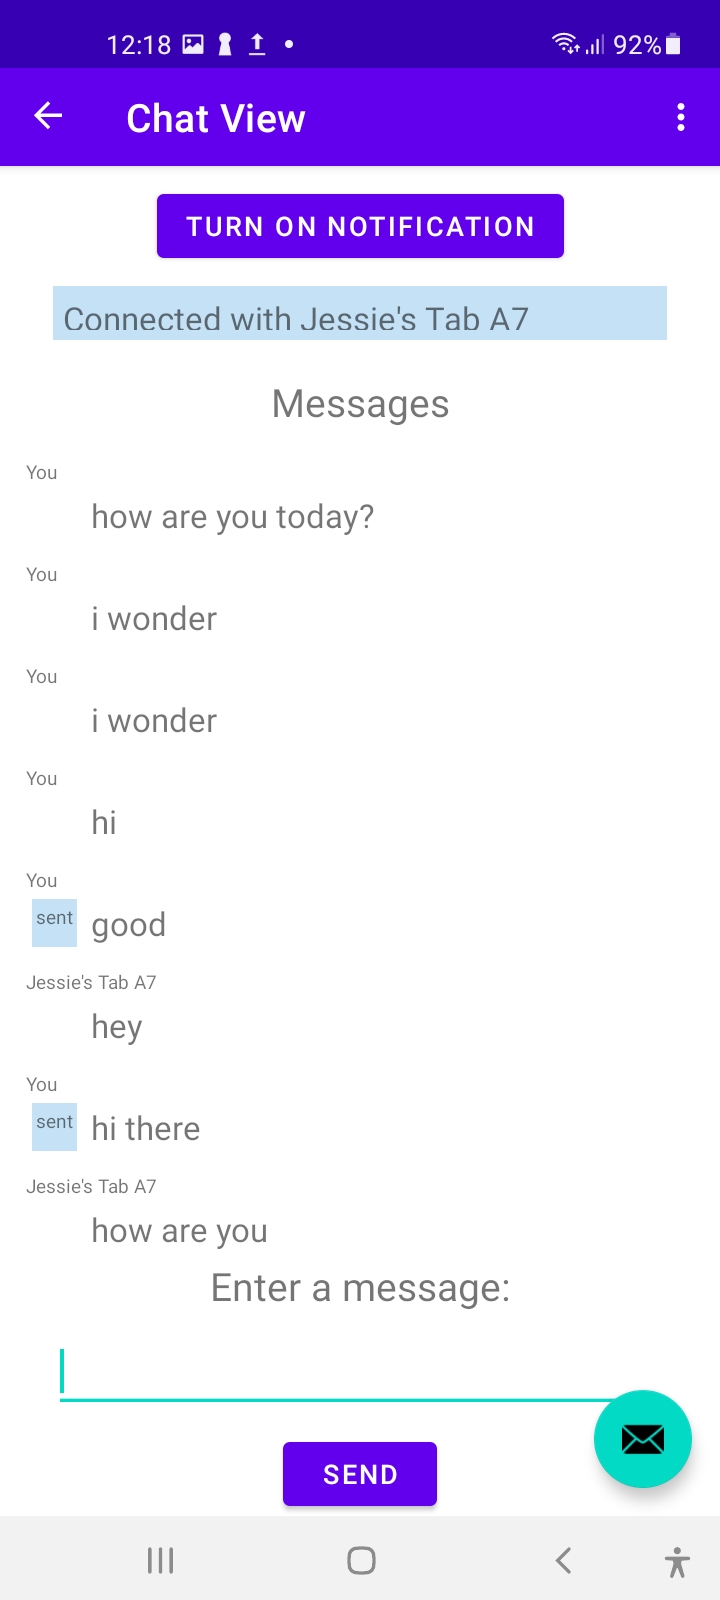 12:18 92%
Chat View
TURN ON NOTIFICATION
Connected with Jessie's Tab A7
Messages
You
how are you today?
You
i wonder
You
i wonder
You
hi
You
sent good
Jessie's Tab A7
hey
You
sent hi there
Jessie's Tab A7
how are you
Enter a message:
SEND